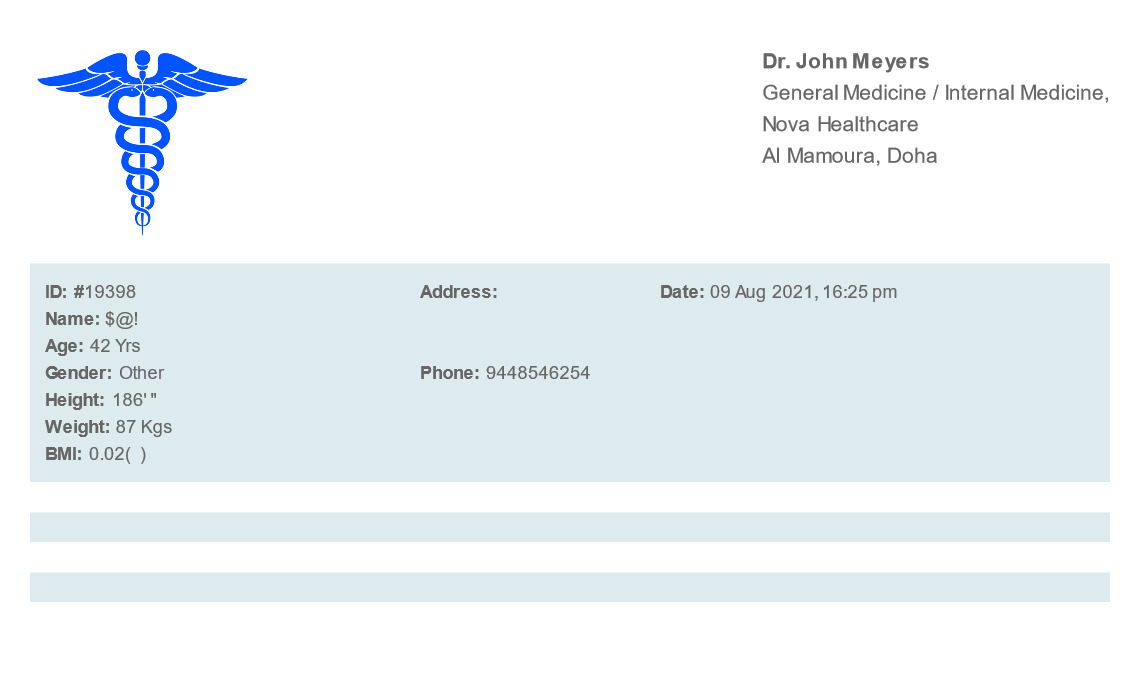 Dr. John Meyers
General Medicine / Internal Medicine,
Nova Healthcare
Al Mamoura, Doha
ID: #19398
Address:
Date: 09 Aug 2021, 16:25 pm
Name: $@!
Age: 42 Yrs
Gender: Other
Phone: 9448546254
Height: 186' "
Weight: 87 Kgs
BMI: 0.02( )